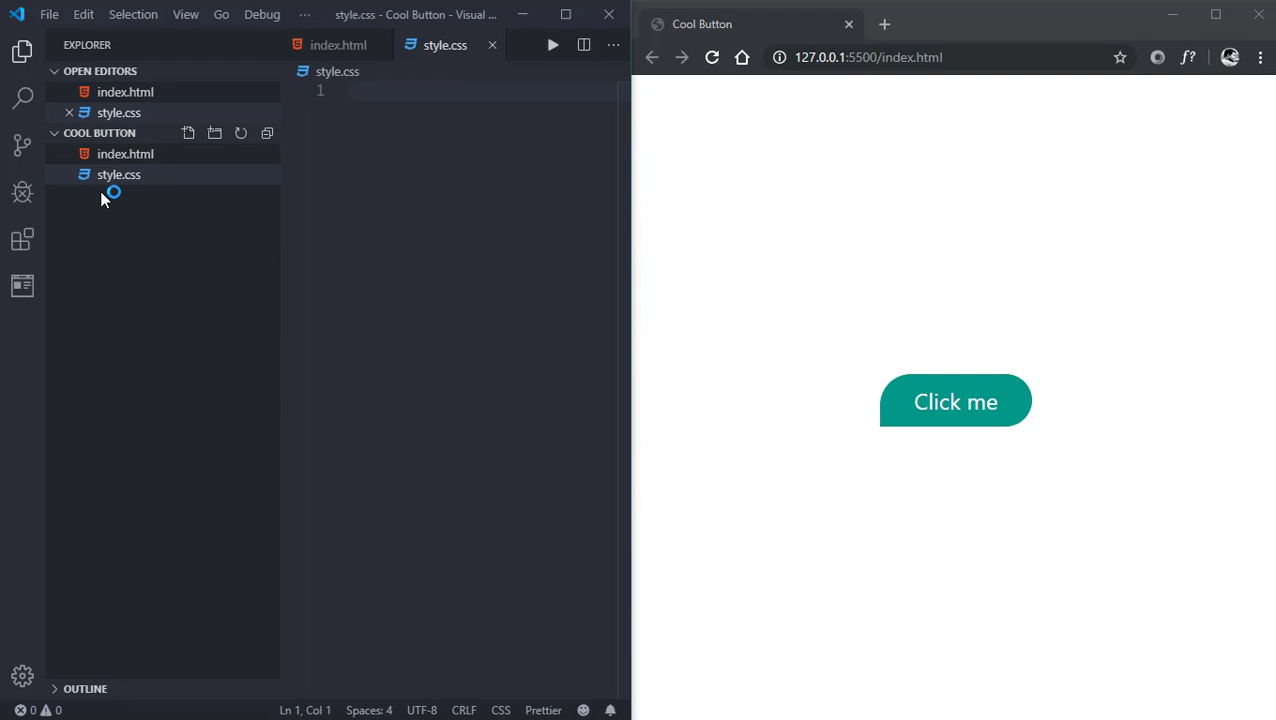 File Edit Selection View Go Debug ··· style.css - Cool Button - Visual ...
Cool Button
EXPLORER
index.html
style.css
127.0.0.1:5500/index.html
f?
OPEN EDITORS
index.html
style.css
style.css
1
COOL BUTTON
index.html
style.css
Click me
OUTLINE
0 0
Ln 1, Col 1 Spaces: 4 UTF-8 CRLF CSS Prettier